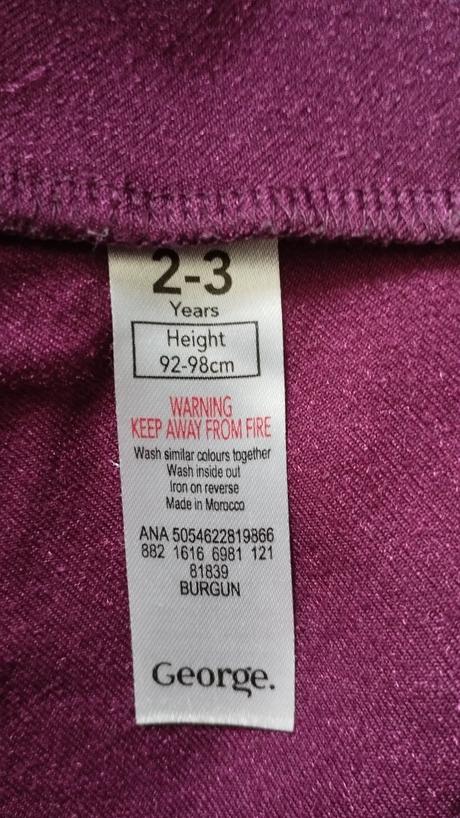 2-3
Years
Height
92-98cm
WARNING
KEEP AWAY FROM FIRE
Wash similar colours together
Wash inside out
Iron on reverse
Made in Morocco
ANA 5054622819866
882 1616 6981 121
81839
BURGUN
George.